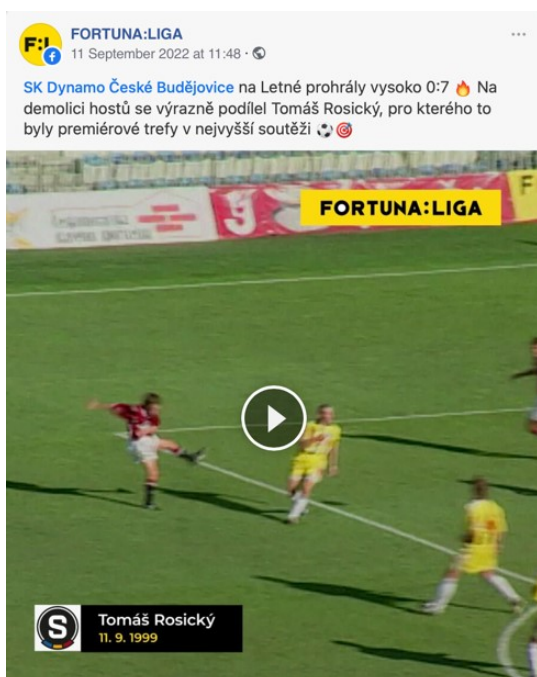 F:L
FORTUNA:LIGA
11 September 2022 at 11:48 ·
SK Dynamo České Budějovice na Letné prohrály vysoko 0:7 🔥 Na
demolici hostů se výrazně podílel Tomáš Rosický, pro kterého to
byly premiérové trefy v nejvyšší soutěži ⚽🎯
FORTUNA:LIGA
S
Tomáš Rosický
11. 9. 1999